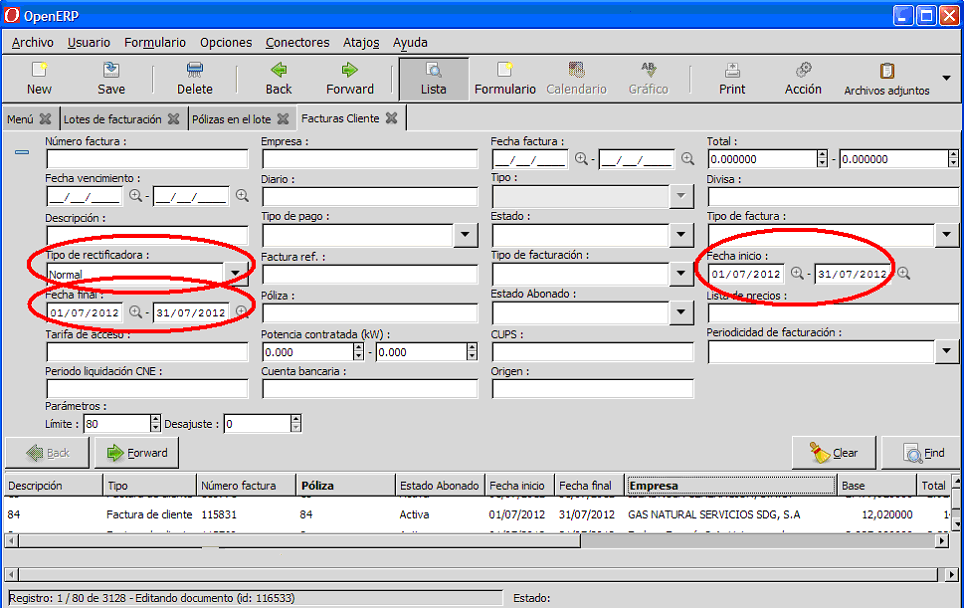 OpenERP
Archivo Usuario Formulario Opciones Conectores Atajos Ayuda
New Save Delete Back Forward Lista Formulario Calendario Gráfico Print Acción Archivos adjuntos
Menú Lotes de facturación Pólizas en el lote Facturas Cliente
Número factura : Empresa : Fecha factura : Total :
__/__/____ - __/__/____ 0.000000 - 0.000000
Fecha vencimiento : Diario : Tipo : Divisa :
__/__/____ - __/__/____
Descripción : Tipo de pago : Estado : Tipo de factura :
Tipo de rectificadora : Factura ref. : Tipo de facturación : Fecha inicio :
Normal 01/07/2012 - 31/07/2012
Fecha final : Póliza : Estado Abonado : Lista de precios :
01/07/2012 - 31/07/2012
Tarifa de acceso : Potencia contratada (kW) : CUPS : Periodicidad de facturación :
0.000 - 0.000
Periodo liquidación CNE : Cuenta bancaria : Origen :
Parámetros :
Límite : 80 Desajuste : 0
Back Forward Clear Find
Descripción Tipo Número factura Póliza Estado Abonado Fecha inicio Fecha final Empresa Base Total
84 Factura de cliente 115831 84 Activa 01/07/2012 31/07/2012 GAS NATURAL SERVICIOS SDG, S.A 12,020000 1
Registro: 1 / 80 de 3128 - Editando documento (id: 116533) Estado: